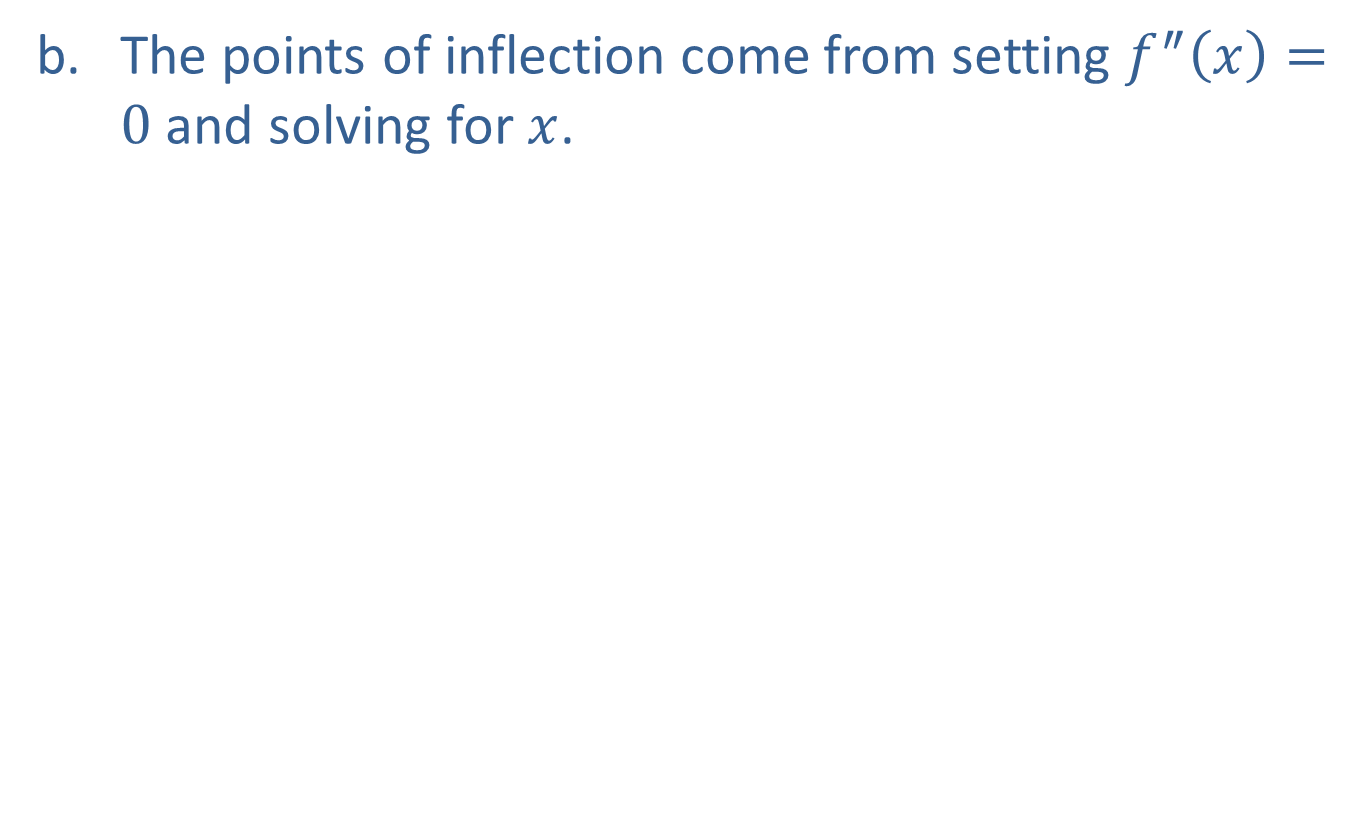 b. The points of inflection come from setting 𝑓″(𝑥) =
0 and solving for 𝑥.